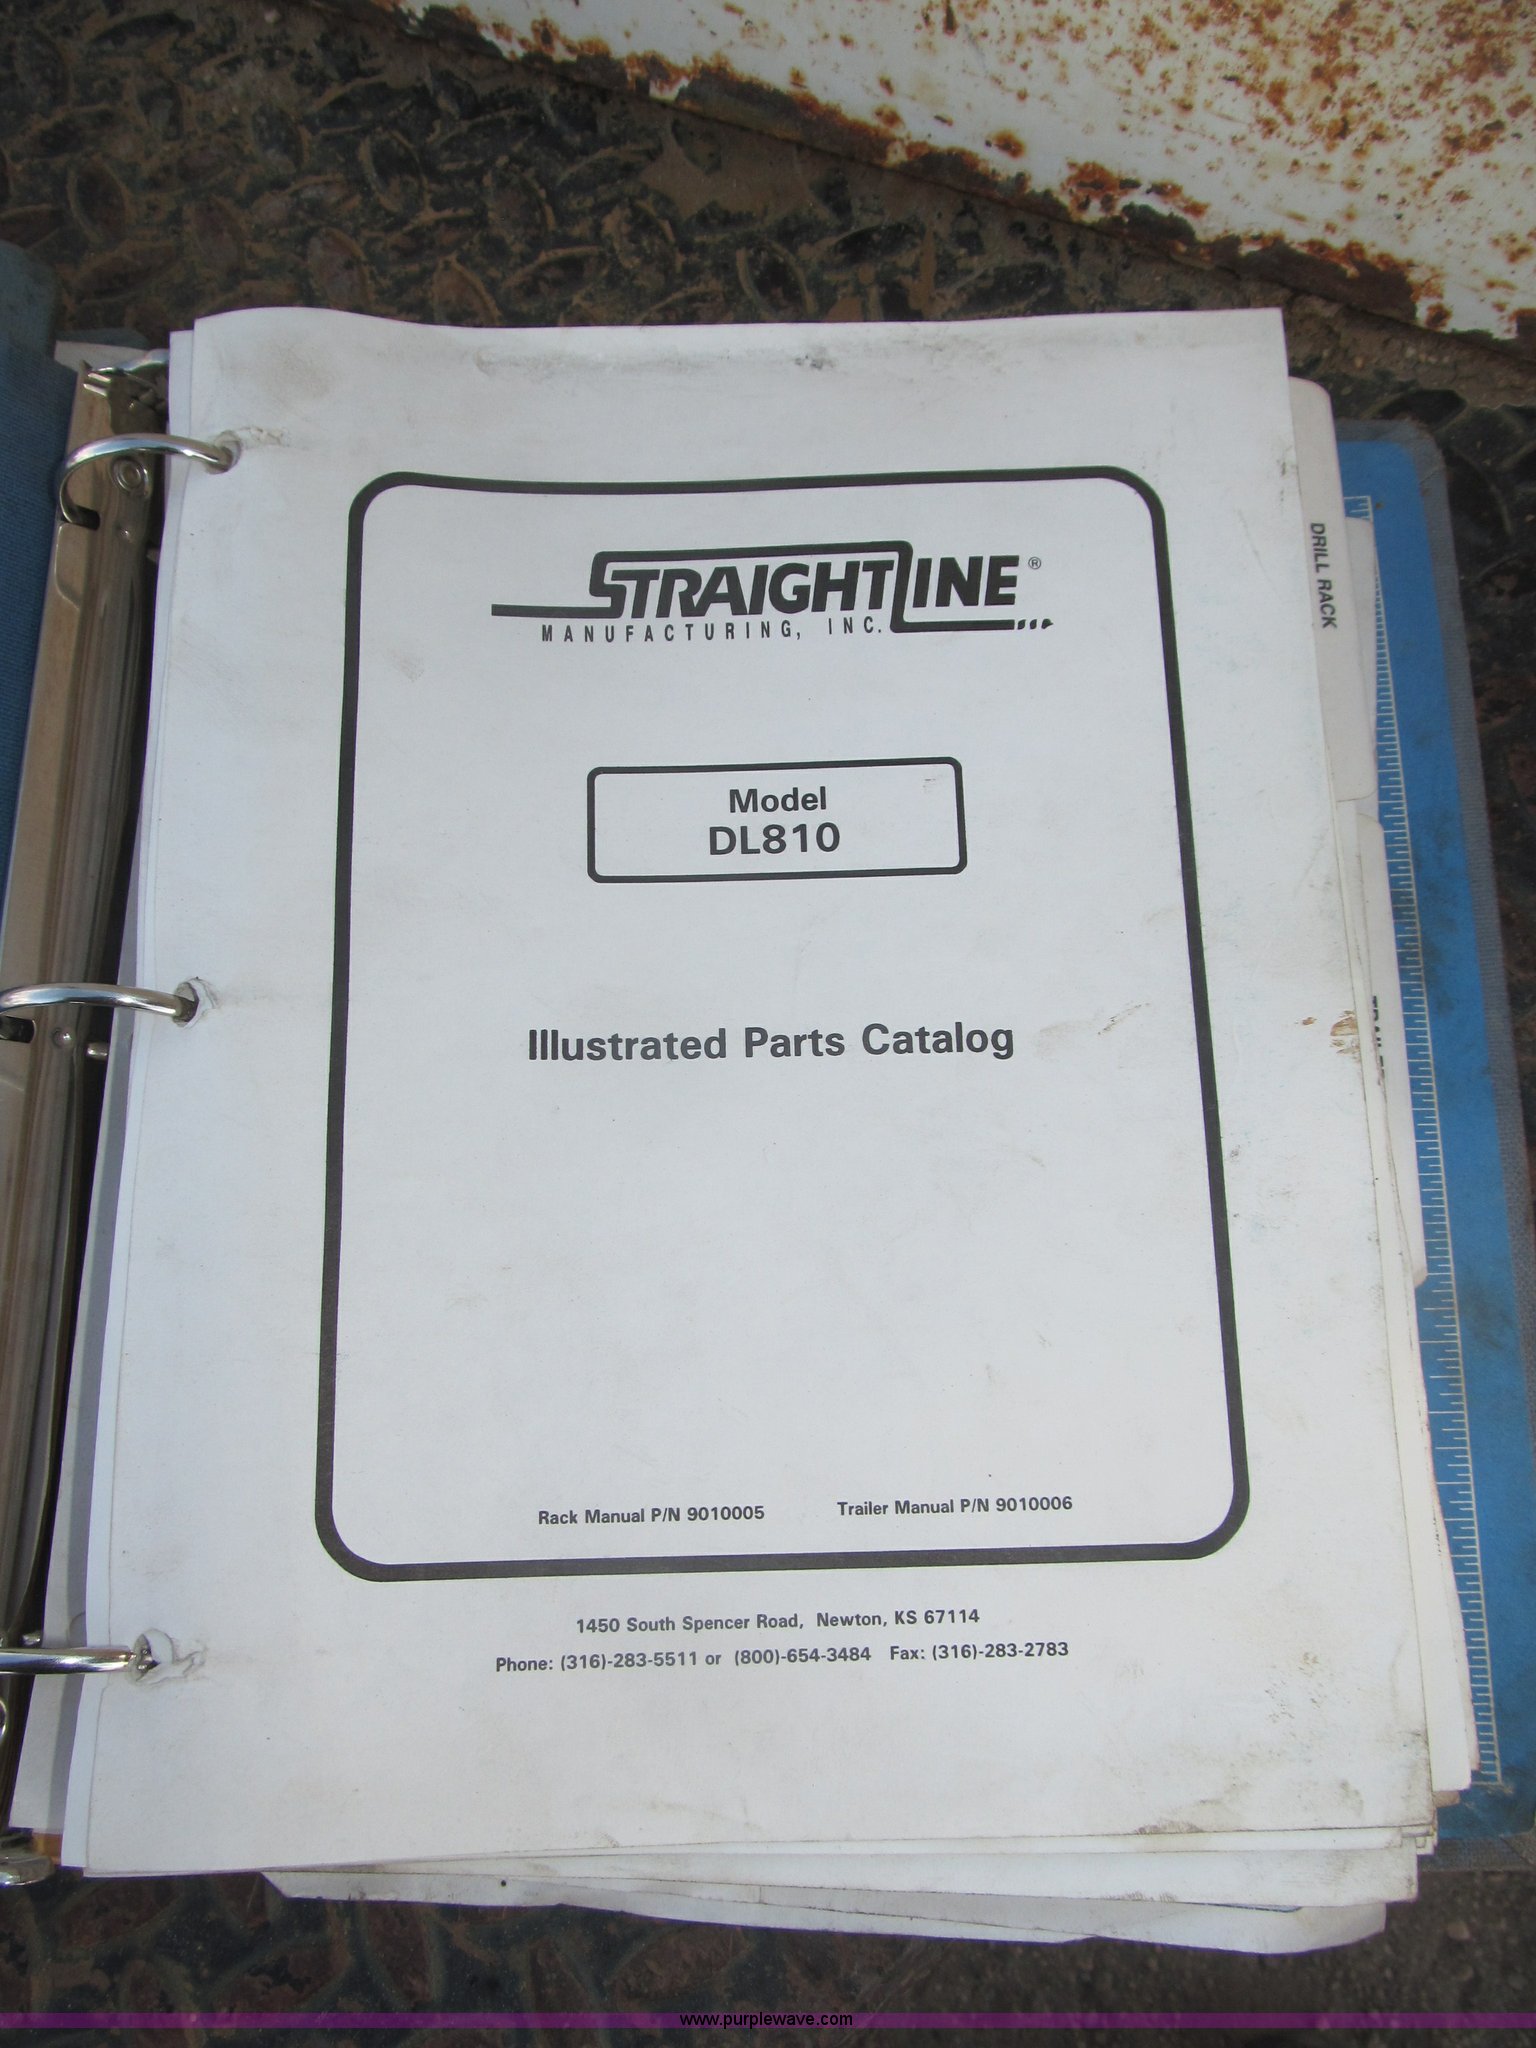 STRAIGHTLINE ®
MANUFACTURING, INC.
Model
DL810
Illustrated Parts Catalog
Rack Manual P/N 9010005 Trailer Manual P/N 9010006
1450 South Spencer Road, Newton, KS 67114
Phone: (316)-283-5511 or (800)-654-3484 Fax: (316)-283-2783
DRILL RACK
www.purplewave.com